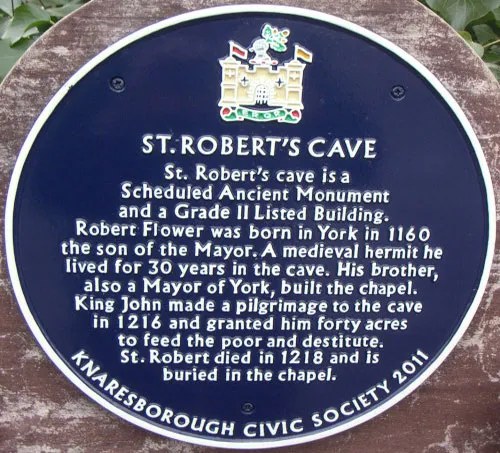 ST. ROBERT'S CAVE
St. Robert's cave is a
Scheduled Ancient Monument
and a Grade II Listed Building.
Robert Flower was born in York in 1160
the son of the Mayor. A medieval hermit he
lived for 30 years in the cave. His brother,
also a Mayor of York, built the chapel.
King John made a pilgrimage to the cave
in 1216 and granted him forty acres
to feed the poor and destitute.
St. Robert died in 1218 and is
buried in the chapel.
KNARESBOROUGH CIVIC SOCIETY 2011